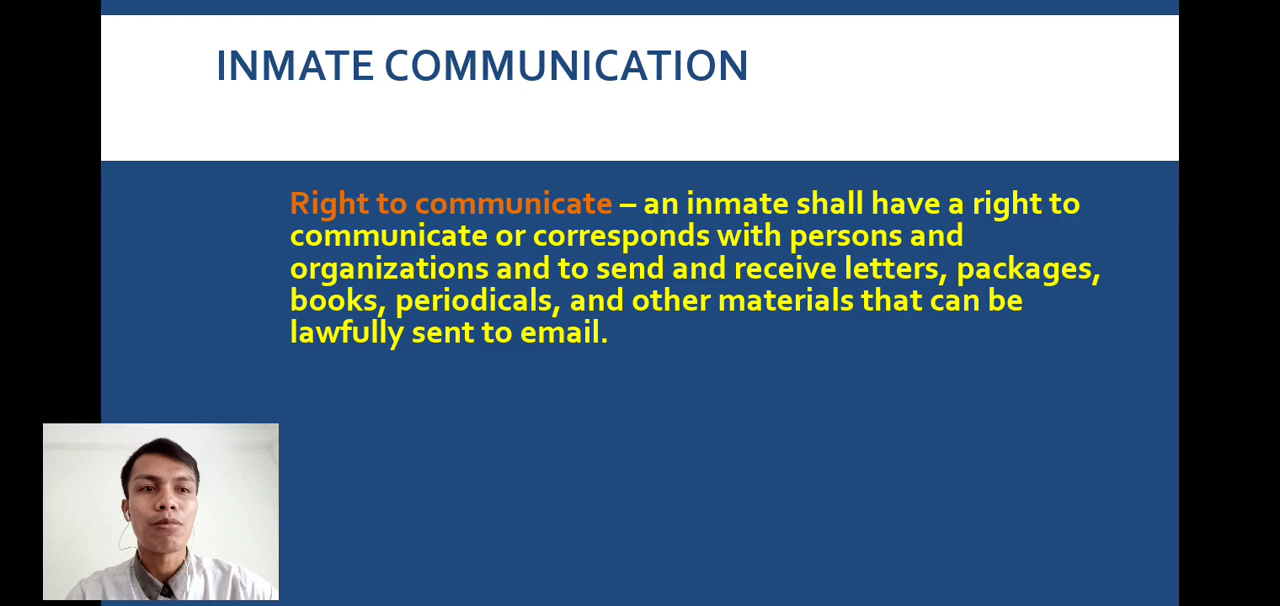 INMATE COMMUNICATION
Right to communicate – an inmate shall have a right to
communicate or corresponds with persons and
organizations and to send and receive letters, packages,
books, periodicals, and other materials that can be
lawfully sent to email.